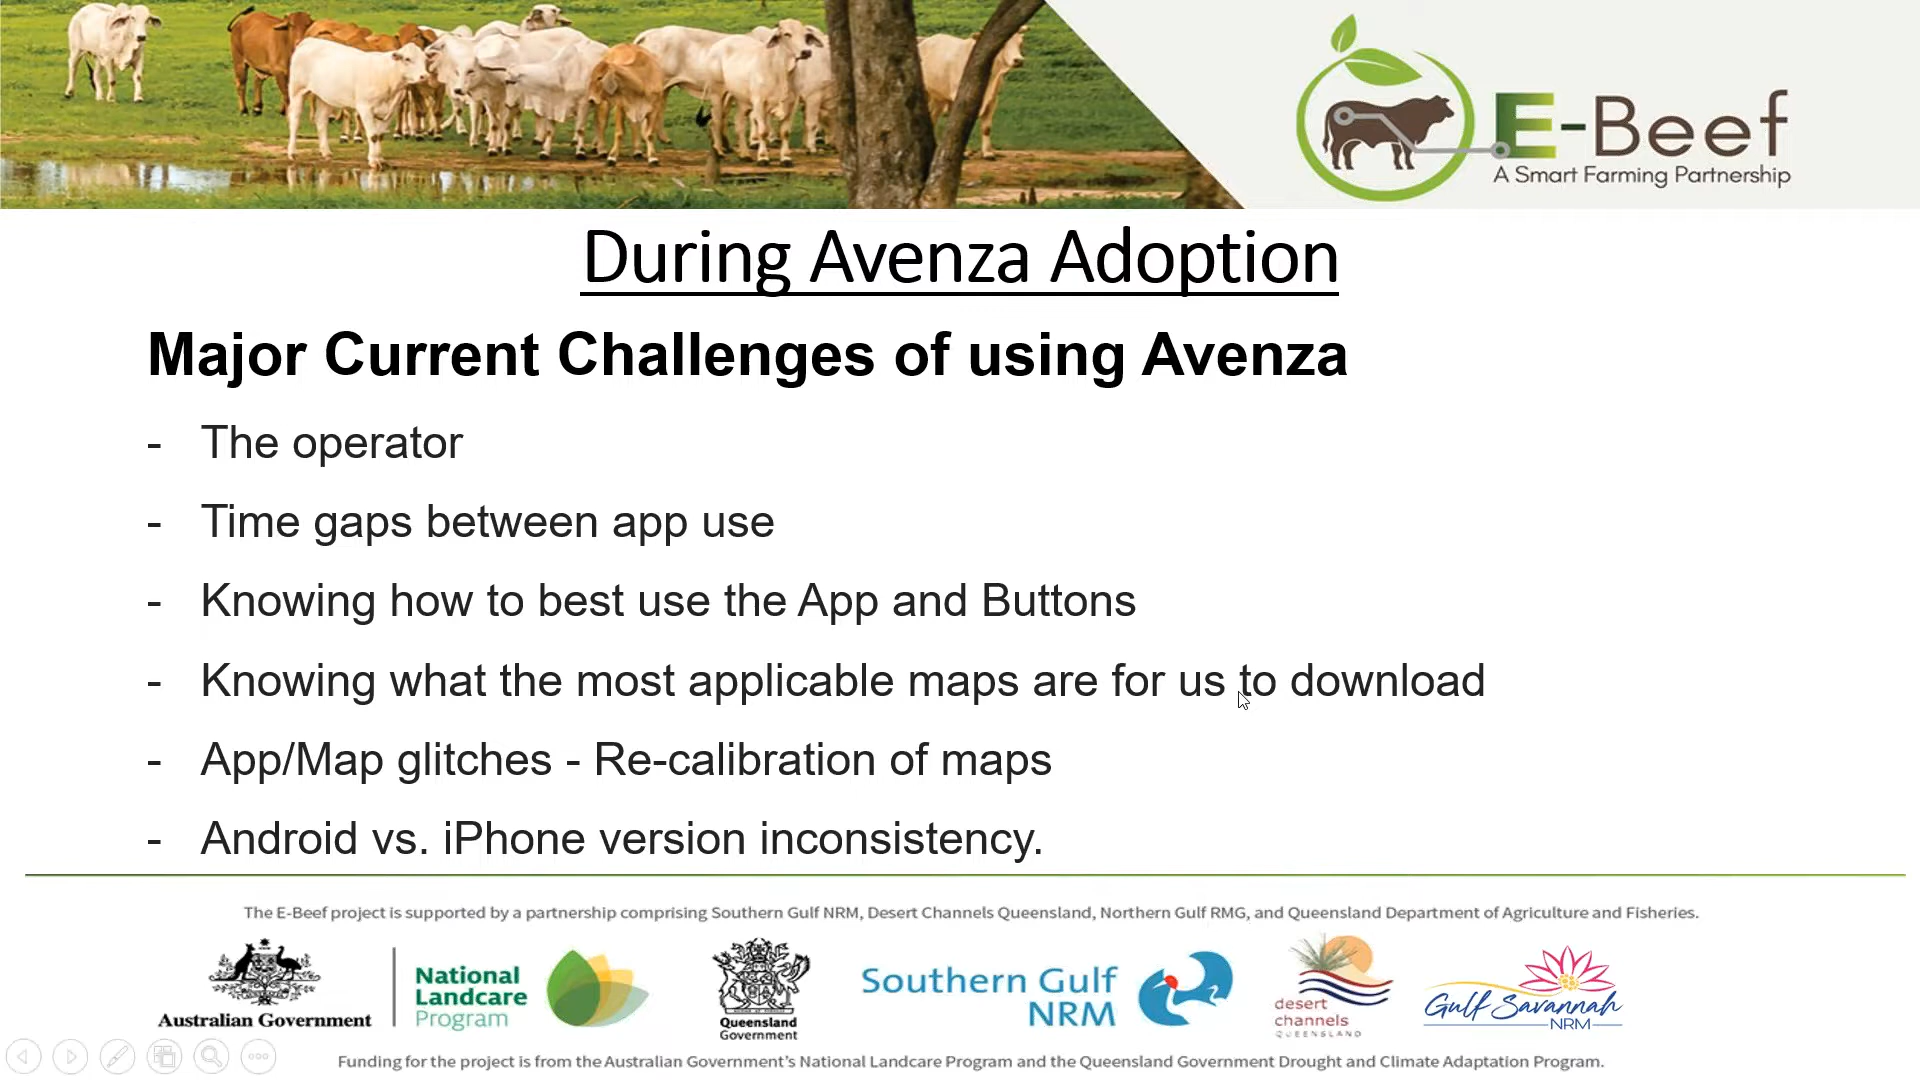 E-Beef
A Smart Farming Partnership
During Avenza Adoption
Major Current Challenges of using Avenza
- The operator
- Time gaps between app use
- Knowing how to best use the App and Buttons
- Knowing what the most applicable maps are for us to download
- App/Map glitches - Re-calibration of maps
- Android vs. iPhone version inconsistency.
The E-Beef project is supported by a partnership comprising Southern Gulf NRM, Desert Channels Queensland, Northern Gulf RMG, and Queensland Department of Agriculture and Fisheries.
Australian Government
National
Landcare
Program
Queensland
Government
Southern Gulf
NRM
desert
channels
QUEENSLAND
Gulf Savannah
NRM
Funding for the project is from the Australian Government's National Landcare Program and the Queensland Government Drought and Climate Adaptation Program.